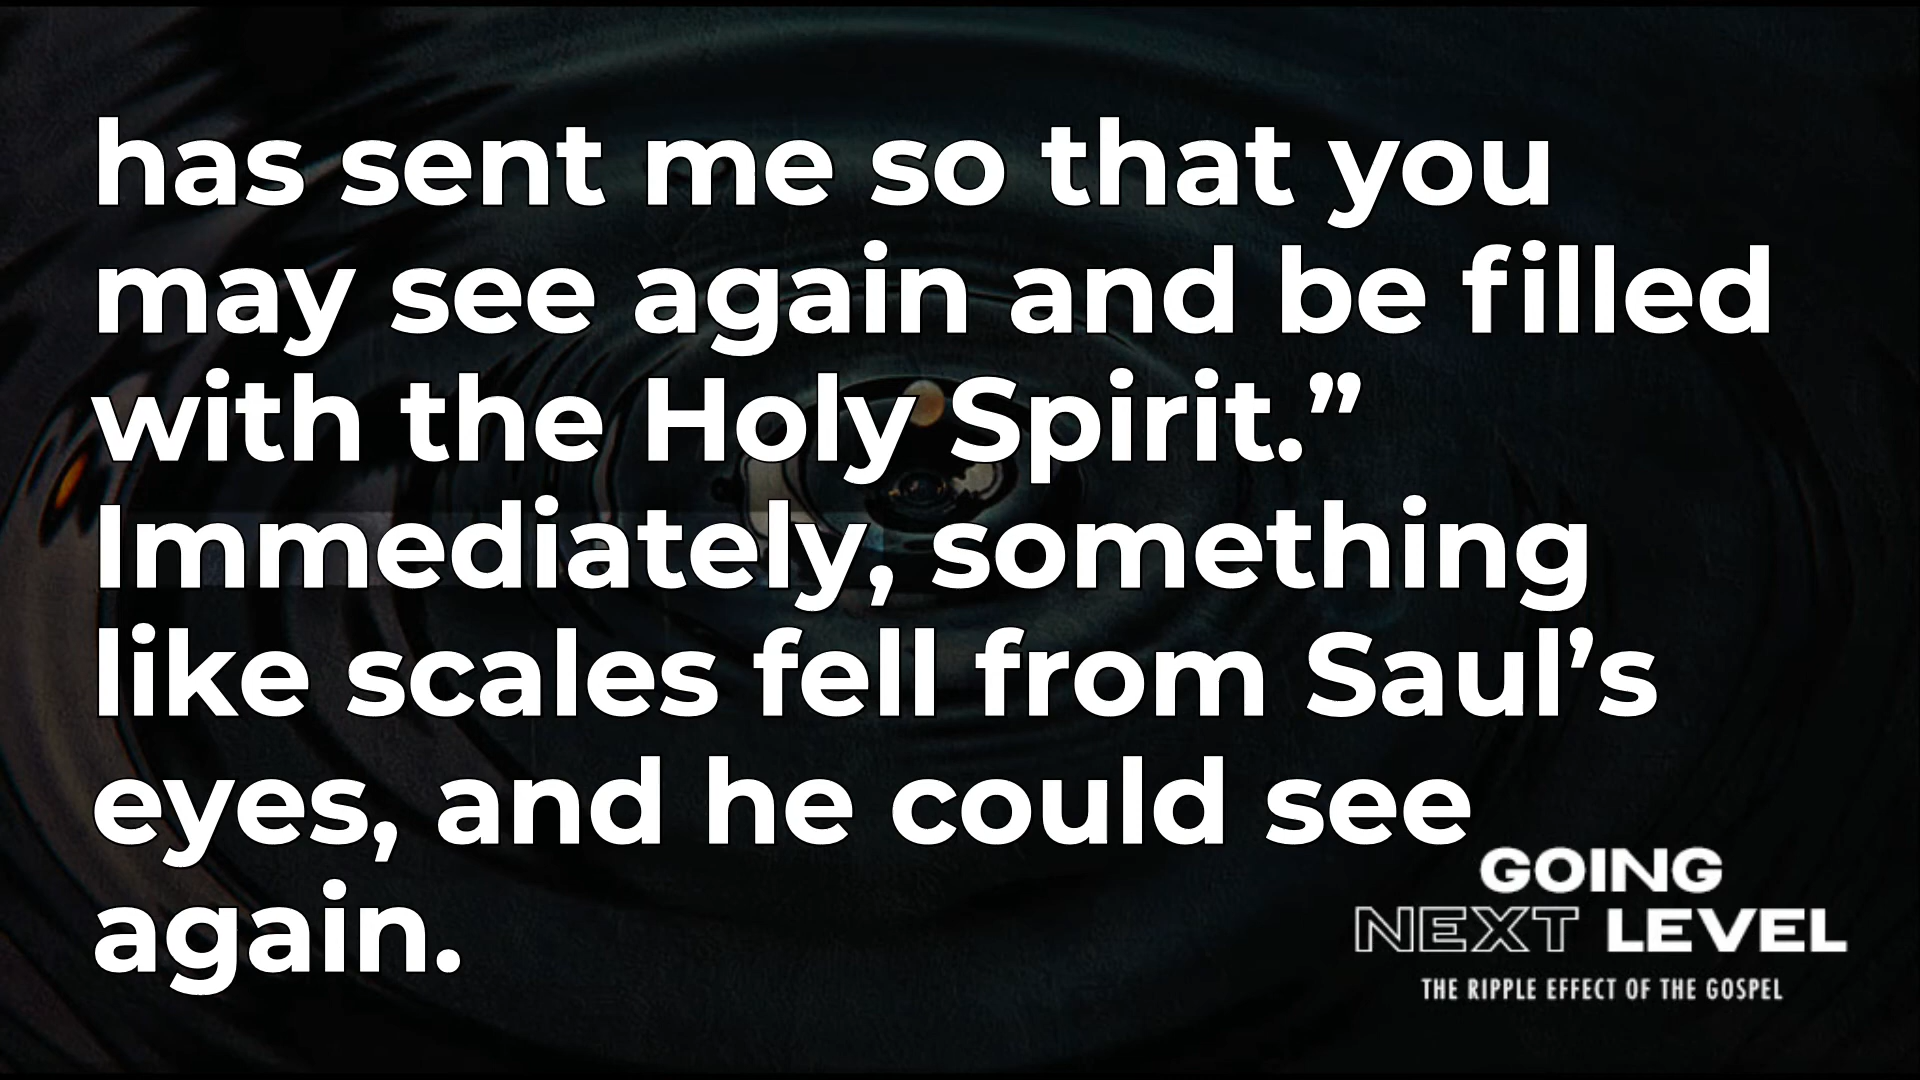 has sent me so that you
may see again and be filled
with the Holy Spirit.”
Immediately, something
like scales fell from Saul’s
eyes, and he could see
again.
GOING
NEXT LEVEL
THE RIPPLE EFFECT OF THE GOSPEL